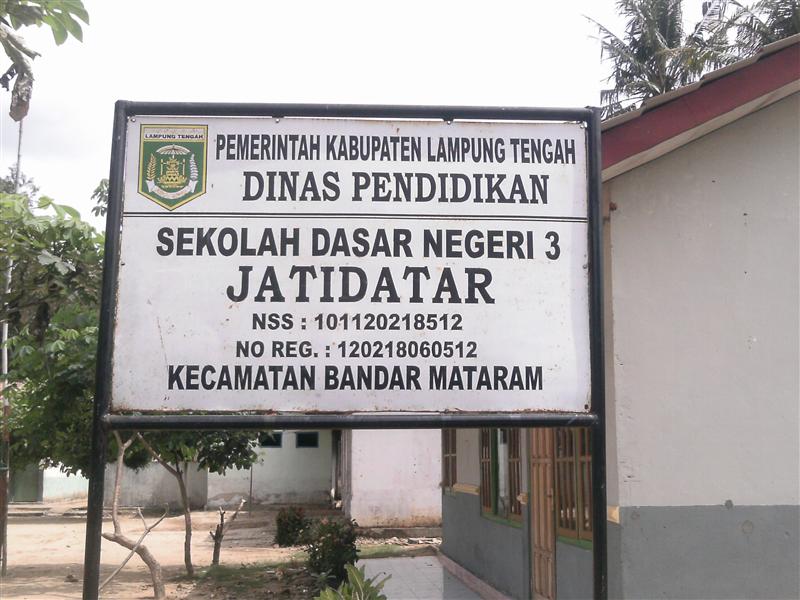 LAMPUNG TENGAH
PEMERINTAH KABUPATEN LAMPUNG TENGAH
DINAS PENDIDIKAN
SEKOLAH DASAR NEGERI 3
JATIDATAR
NSS : 101120218512
NO REG. : 120218060512
KECAMATAN BANDAR MATARAM